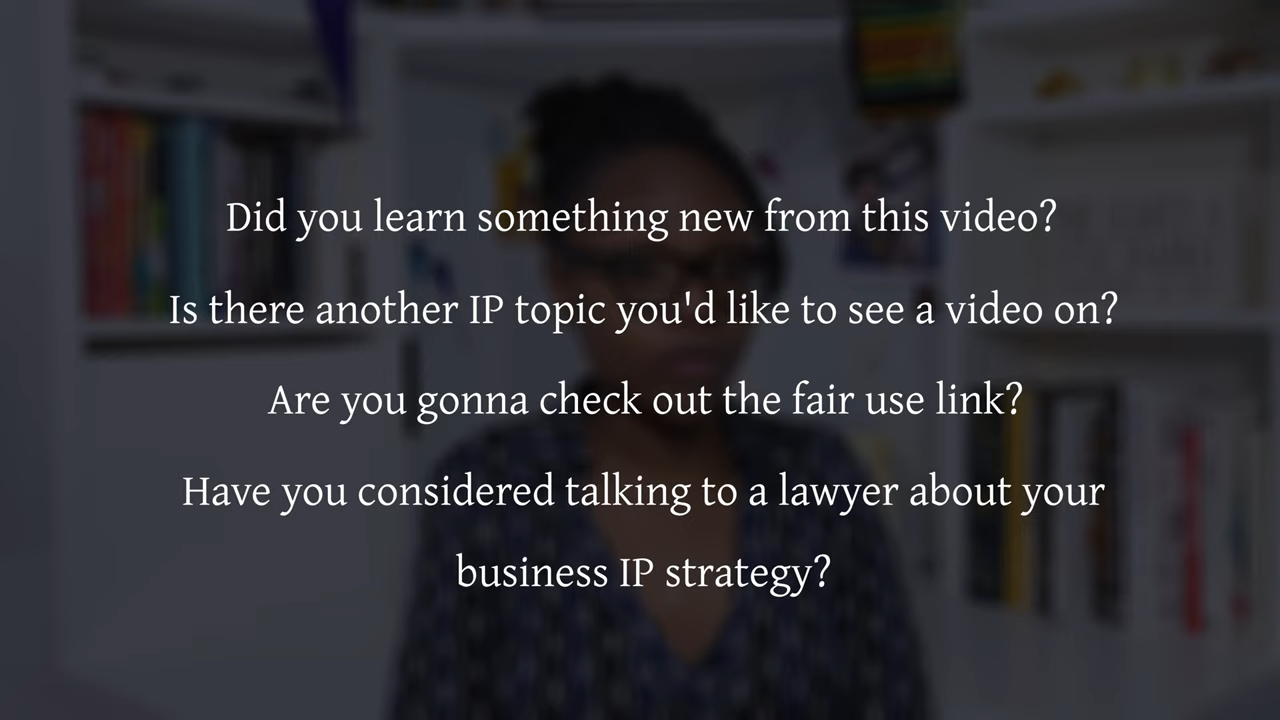 Did you learn something new from this video?
Is there another IP topic you'd like to see a video on?
Are you gonna check out the fair use link?
Have you considered talking to a lawyer about your
business IP strategy?